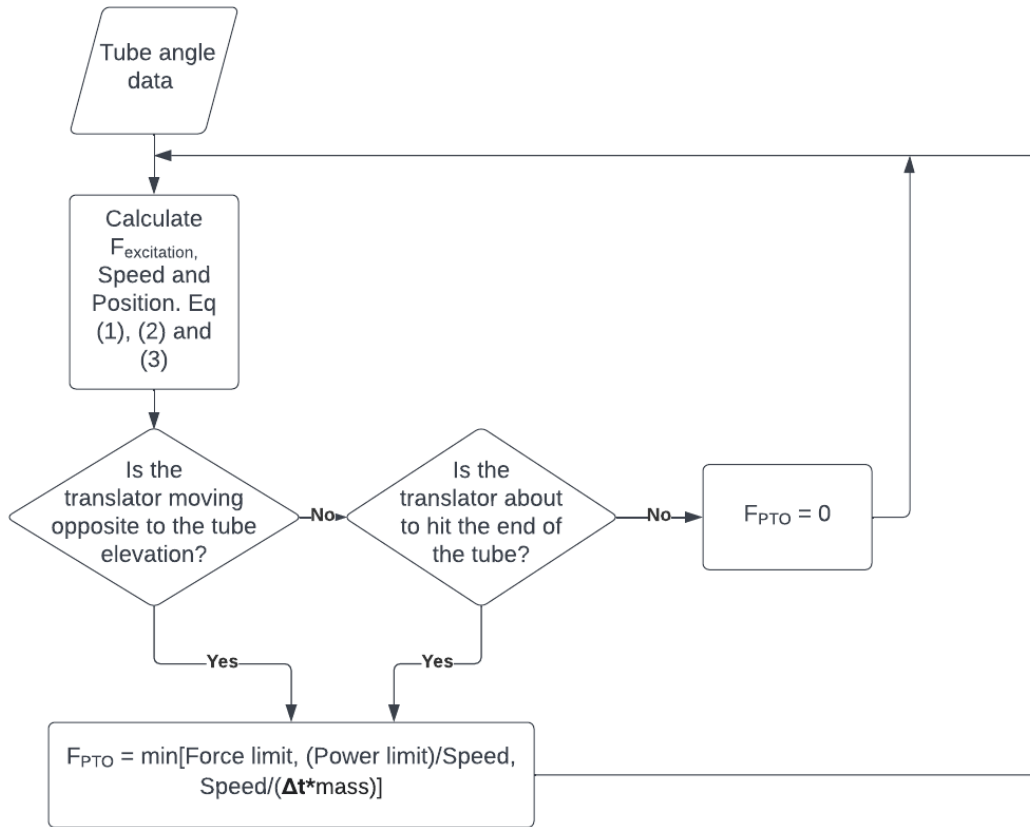 Tube angle
data
Calculate
Fexcitation,
Speed and
Position. Eq
(1), (2) and
(3)
Is the
translator moving
opposite to the tube
elevation?
No
Is the
translator about
to hit the end of
the tube?
No
FPTO = 0
Yes
Yes
FPTO = min[Force limit, (Power limit)/Speed,
Speed/(Δt*mass)]